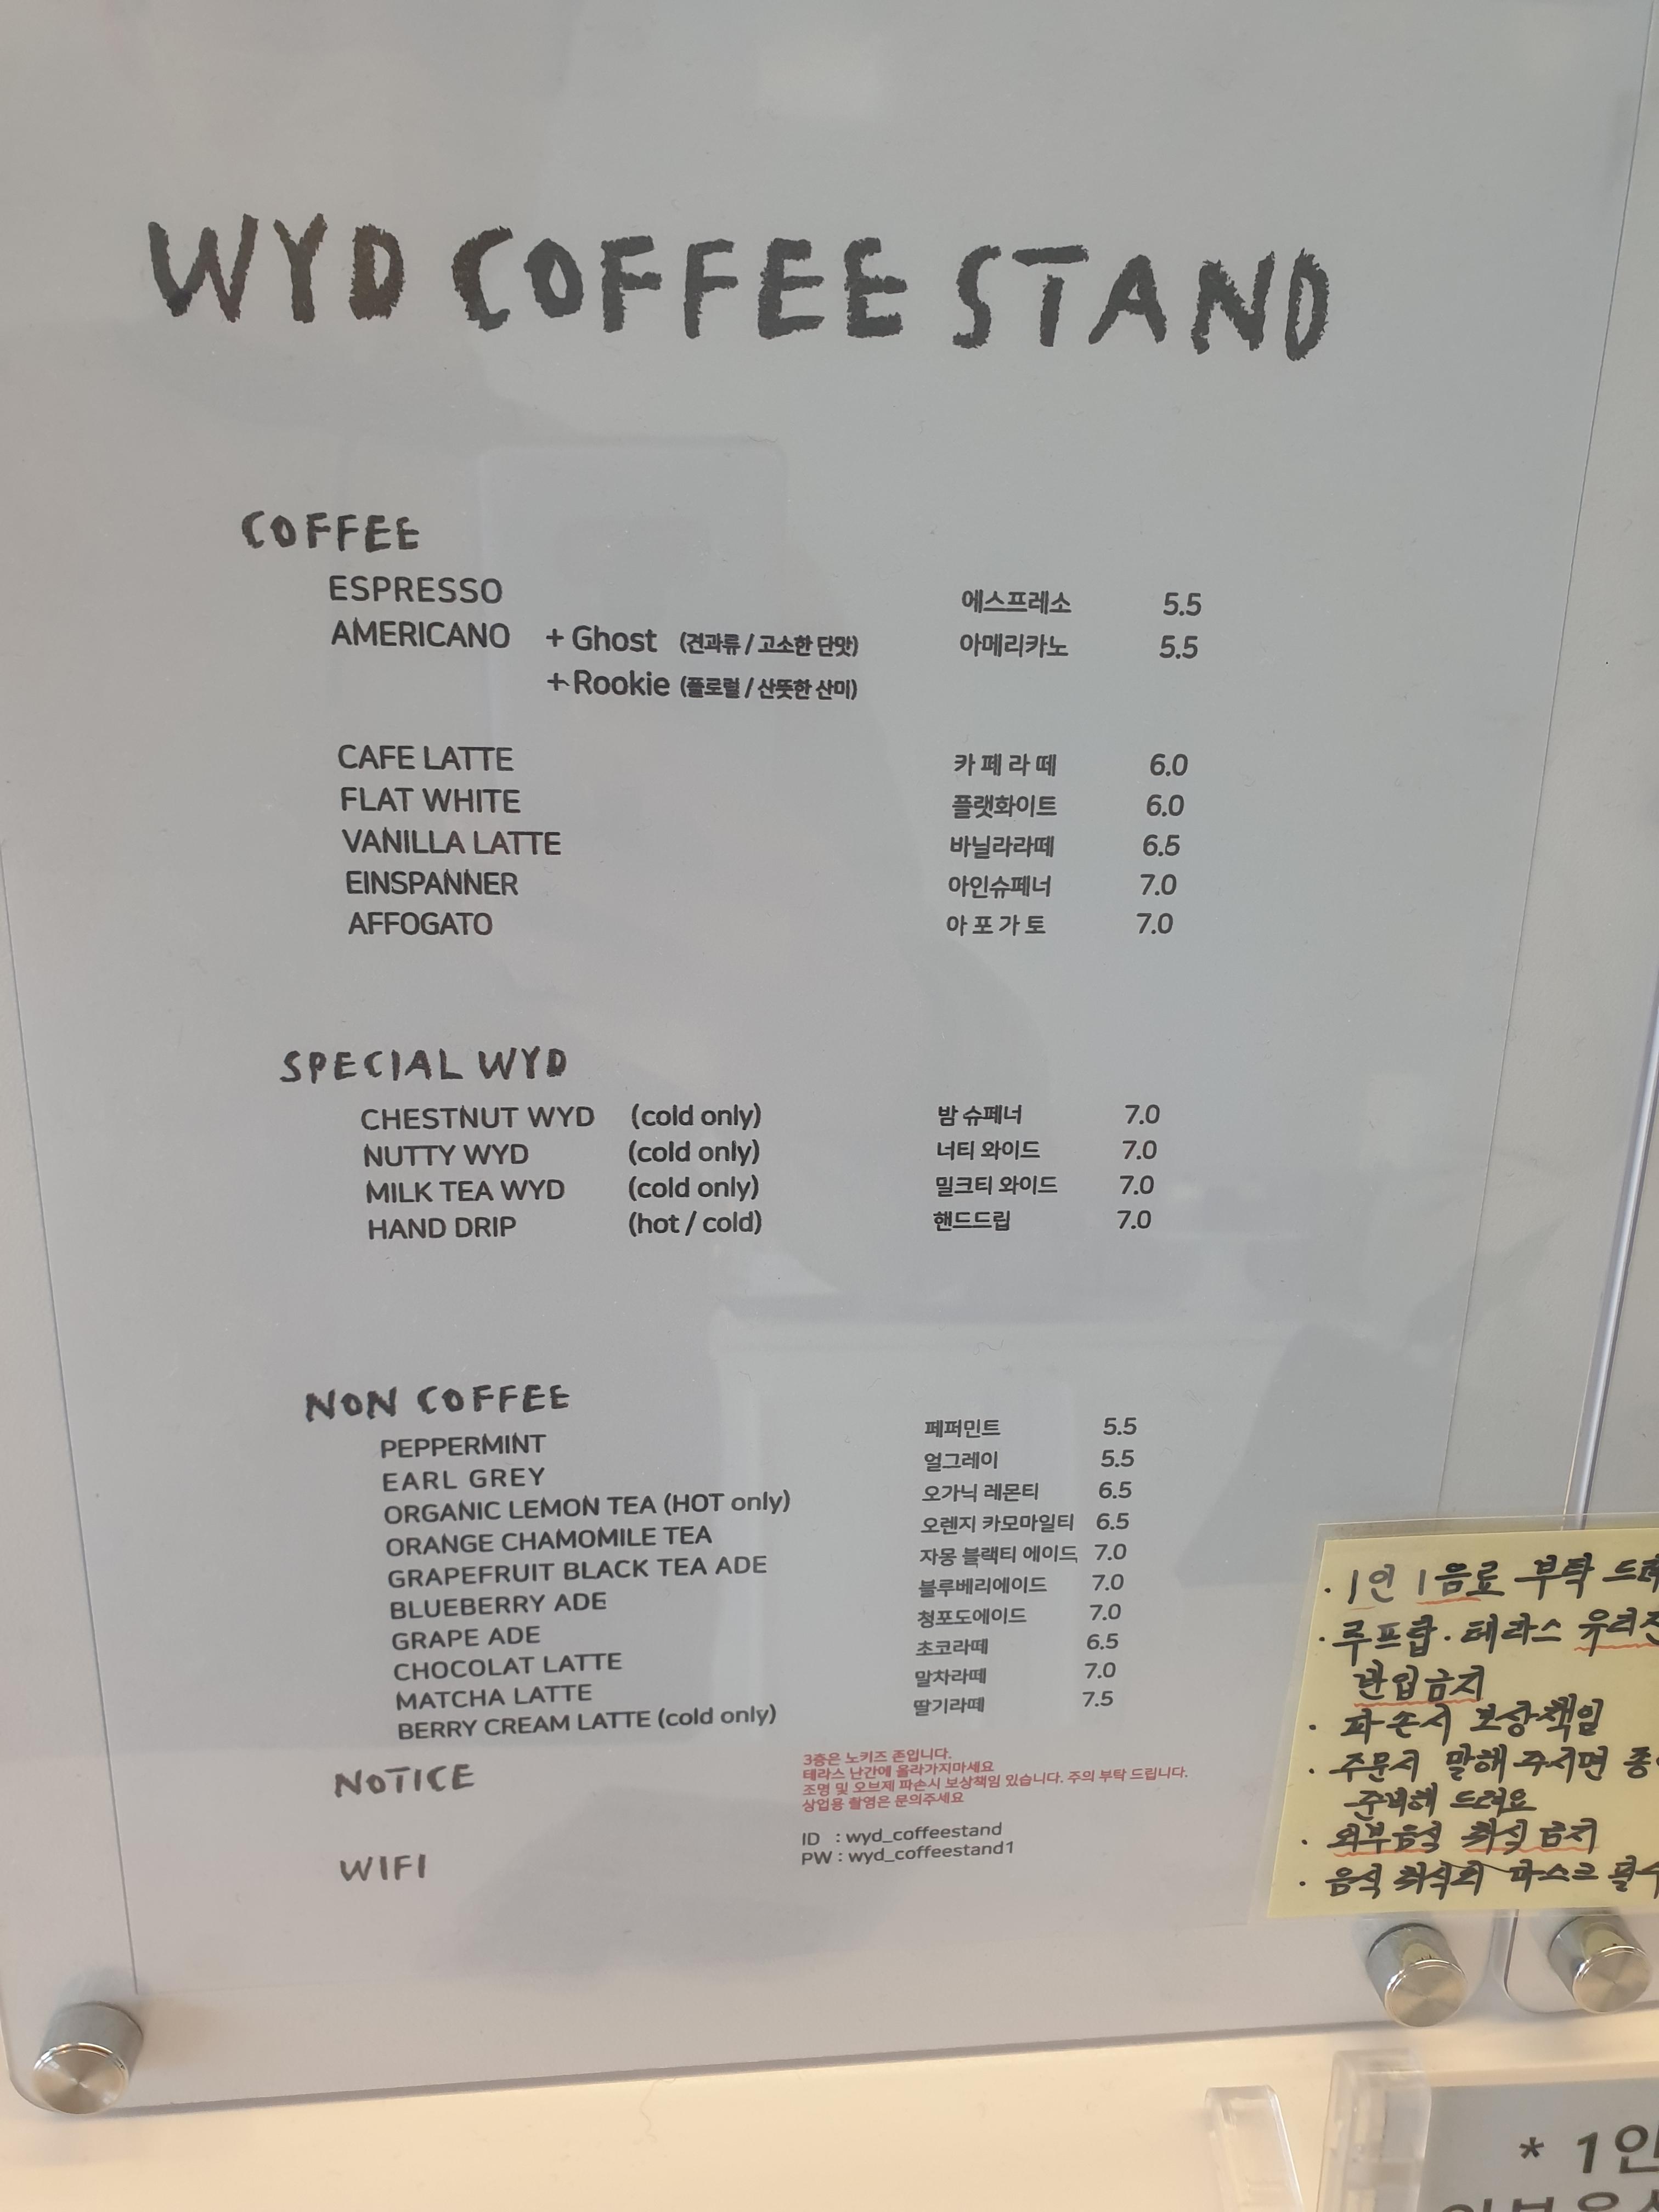 WYD COFFEE STAND
COFFEE
ESPRESSO 에스프레소 5.5
AMERICANO + Ghost (견과류 / 고소한 단맛) 아메리카노 5.5
+ Rookie (플로럴 / 산뜻한 산미)
CAFE LATTE 카 페 라 떼 6.0
FLAT WHITE 플랫화이트 6.0
VANILLA LATTE 바닐라라떼 6.5
EINSPANNER 아인슈페너 7.0
AFFOGATO 아 포 가 토 7.0
SPECIAL WYD
CHESTNUT WYD (cold only) 밤 슈페너 7.0
NUTTY WYD (cold only) 너티 와이드 7.0
MILK TEA WYD (cold only) 밀크티 와이드 7.0
HAND DRIP (hot / cold) 핸드드립 7.0
NON COFFEE
PEPPERMINT 페퍼민트 5.5
EARL GREY 얼그레이 5.5
ORGANIC LEMON TEA (HOT only) 오가닉 레몬티 6.5
ORANGE CHAMOMILE TEA 오렌지 카모마일티 6.5
GRAPEFRUIT BLACK TEA ADE 자몽 블랙티 에이드 7.0
BLUEBERRY ADE 블루베리에이드 7.0
GRAPE ADE 청포도에이드 7.0
CHOCOLAT LATTE 초코라떼 6.5
MATCHA LATTE 말차라떼 7.0
BERRY CREAM LATTE (cold only) 딸기라떼 7.5
NOTICE
3층은 노키즈 존입니다.
테라스 난간에 올라가지마세요
조명 및 오브제 파손시 보상책임 있습니다. 주의 부탁 드립니다.
상업용 촬영은 문의주세요
WIFI
ID : wyd_coffeestand
PW : wyd_coffeestand1
· 1인 1음료 부탁
· 루프탑 · 테라스
반입금지
· 파손시 보상책임
· 주문시 말해주시면
준비해 드려요
· 외부음식 취식 금지
· 음식 취식외 마스크
* 1인